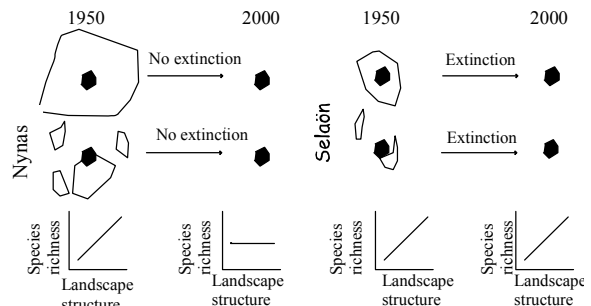 1950
2000
1950
2000
No extinction
Extinction
Nynas
No extinction
Selaön
Extinction
Species
richness
Landscape
structure
Species
richness
Landscape
structure
Species
richness
Landscape
structure
Species
richness
Landscape
structure